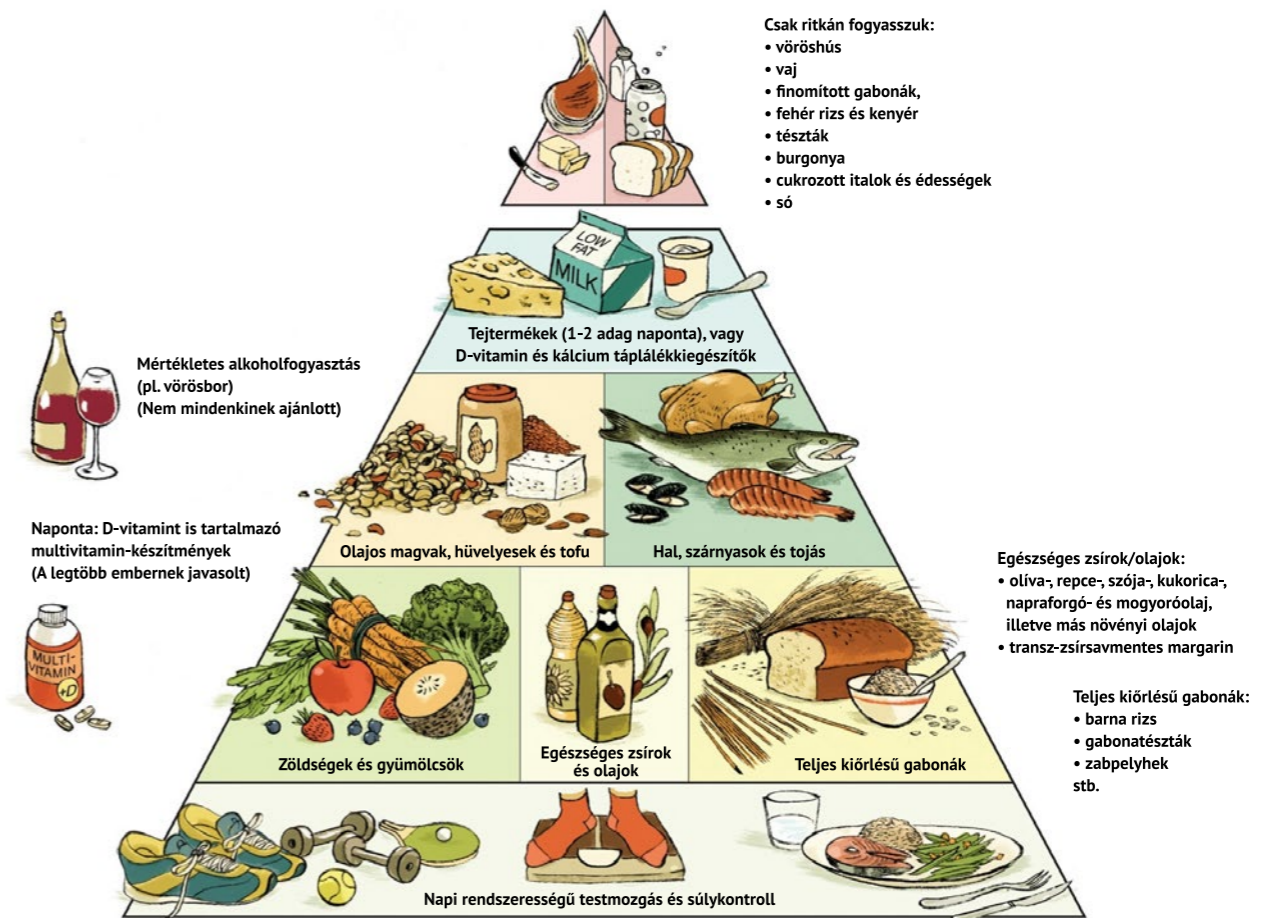 Csak ritkán fogyasszuk:
• vöröshús
• vaj
• finomított gabonák,
• fehér rizs és kenyér
• tészták
• burgonya
• cukrozott italok és édességek
• só
LOW
FAT
MILK
Tejtermékek (1-2 adag naponta), vagy
D-vitamin és kálcium táplálékkiegészítők
Mértékletes alkoholfogyasztás
(pl. vörösbor)
(Nem mindenkinek ajánlott)
Olajos magvak, hüvelyesek és tofu
Hal, szárnyasok és tojás
Naponta: D-vitamint is tartalmazó
multivitamin-készítmények
(A legtöbb embernek javasolt)
MULTI-
VITAMIN
+D
Egészséges zsírok/olajok:
• olíva-, repce-, szója-, kukorica-,
napraforgó- és mogyoróolaj,
illetve más növényi olajok
• transz-zsírsavmentes margarin
Teljes kiőrlésű gabonák:
• barna rizs
• gabonatészták
• zabpelyhek
stb.
Zöldségek és gyümölcsök
Egészséges zsírok
és olajok
Teljes kiőrlésű gabonák
Napi rendszerességű testmozgás és súlykontroll